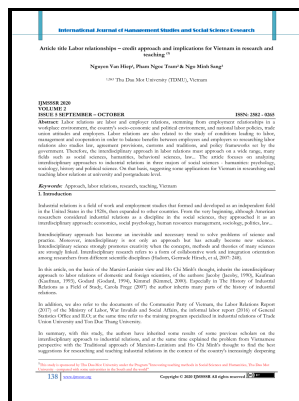 International Journal of Management Studies and Social Science Research
Article title Labor relationships – credit approach and implications for Vietnam in research and
teaching
Nguyen Van Hiep¹, Pham Ngoc Tram² & Ngo Minh Sang³
Thu Dau Mot University (TDMU), Vietnam
IJMSSSR 2020
VOLUME 2
ISSUE 5 SEPTEMBER – OCTOBER ISSN: 2582 - 0265
Abstract: Labor relations are labor and employer relations, stemming from employment relationships in a
workplace environment, the country's socio-economic and political environment, and national labor policies, trade
union attitudes and employers. Labor relations are also related to the study of conditions leading to labor,
management and cooperation in order to balance benefits between employees and employers so researching labor
relations also studies law, agreement provisions, customs and traditions, and policy frameworks set by the
government. Therefore, the interdisciplinary approach in labor relations must approach on a wide range, many
fields such as social sciences, humanities, behavioral sciences, law... The article focuses on analyzing
interdisciplinary approaches to industrial relations in three majors of social sciences - humanities: psychology,
sociology, history and political science. On that basis, suggesting some applications for Vietnam in researching and
teaching labor relations at university and postgraduate level.
Keywords: Approach, labor relations, research, teaching, Vietnam
1. Introduction
Industrial relations is a field of work and employment studies that formed and developed as an independent field
in the United States in the 1920s, then expanded to other countries. From the very beginning, although American
researchers considered industrial relations as a discipline in the social sciences, they approached it as an
interdisciplinary approach: economics, social psychology, human resources management, sociology, politics, law...
Interdisciplinary approach has become an inevitable and necessary trend to solve problems of science and
practice. Moreover, interdisciplinary is not only an approach but also actually become new sciences.
Interdisciplinary science strongly promotes creativity when the concepts, methods and theories of many sciences
are strongly linked. Interdisciplinary research refers to a form of collaborative work and integration orientation
among researchers from different scientific disciplines (Hadorn, Gertrude Hirsch, et al, 2007: 200).
In this article, on the basis of the Marxist-Lenin view and Ho Chi Minh's thought, inherits the interdisciplinary
approach to labor relations of domestic and foreign scientists, of the authors: Jacoby (Jacoby, 1990), Kaufman
(Kaufman, 1993), Godard (Godard, 1994), Kimmel (Kimmel, 2000). Especially in The History of Industrial
Relations as a Field of Study, Carola Frege (2007) the author inherits many parts of the history of industrial
relations.
In addition, we also refer to the documents of the Communist Party of Vietnam, the Labor Relations Report
(2017) of the Ministry of Labor, War Invalids and Social Affairs, the informal labor report (2016) of General
Statistics Office and ILO, at the same time refer to the training program specialized in industrial relations of Trade
Union University and Ton Duc Thang University.
In summary, with this study, the authors have inherited some results of some previous scholars on the
interdisciplinary approach to industrial relations, and at the same time explained the problem from Vietnamese
perspective with the Traditional approach of Marxism-Leninism and Ho Chi Minh's thought to find the best
suggestions for researching and teaching industrial relations in the context of the country's increasingly deepening
138 www.ijmsssr.org Copyright © 2020 IJMSSSR All rights reserved